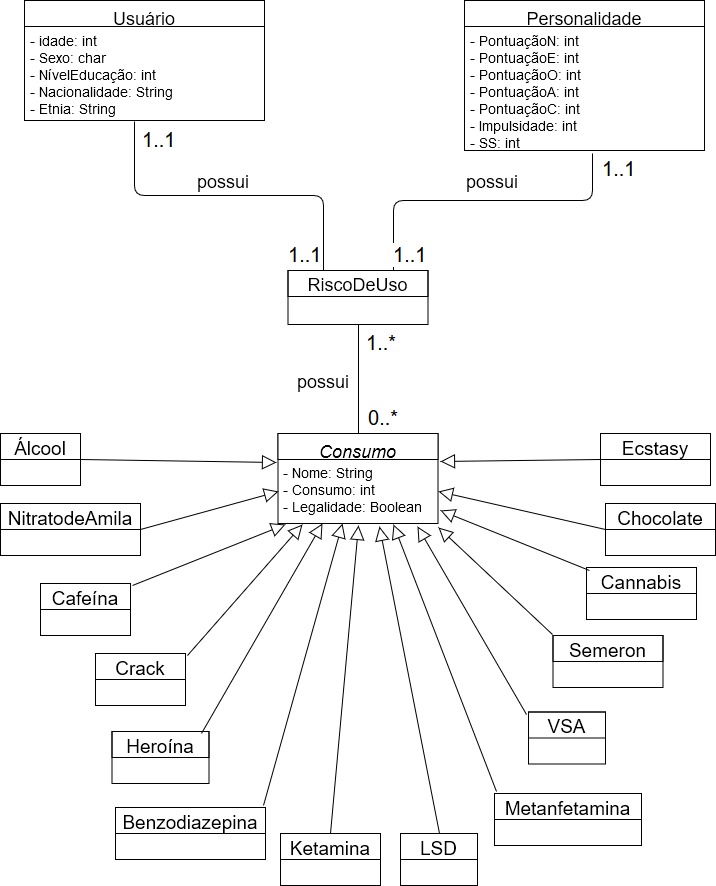 Usuário
- idade: int
- Sexo: char
- NívelEducação: int
- Nacionalidade: String
- Etnia: String
Personalidade
- PontuaçãoN: int
- PontuaçãoE: int
- PontuaçãoO: int
- PontuaçãoA: int
- PontuaçãoC: int
- Impulsidade: int
- SS: int
1..1
1..1
possui
possui
1..1
1..1
RiscoDeUso
1..*
possui
0..*
Consumo
- Nome: String
- Consumo: int
- Legalidade: Boolean
Álcool
Ecstasy
NitratodeAmila
Chocolate
Cafeína
Cannabis
Crack
Semeron
Heroína
VSA
Benzodiazepina
Metanfetamina
Ketamina
LSD